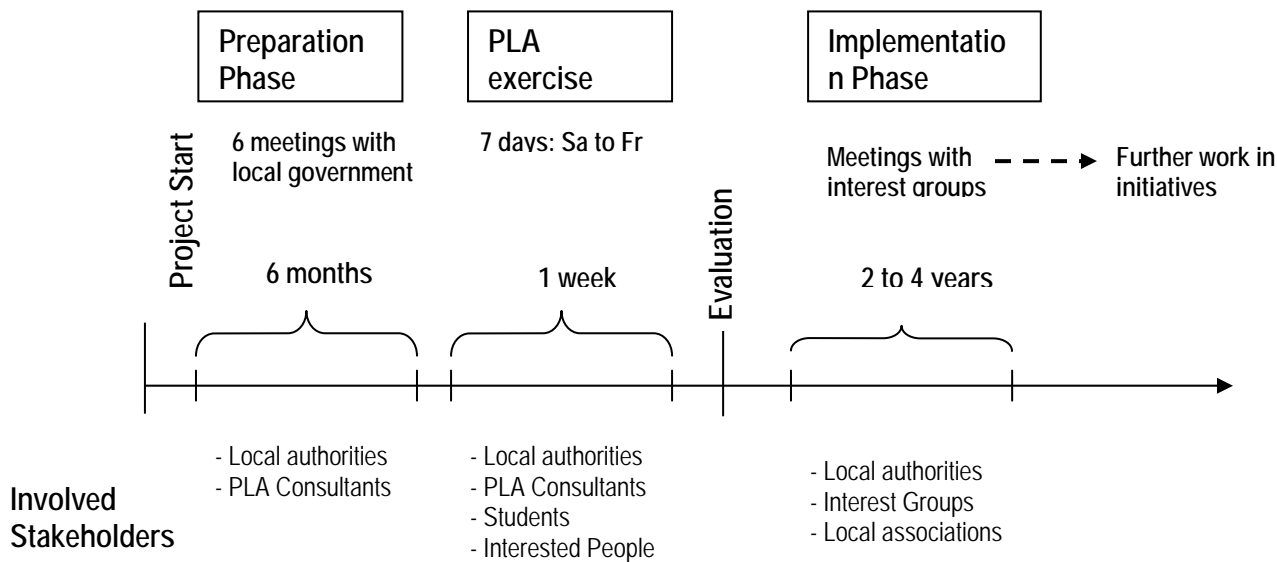 Preparation
Phase
PLA
exercise
Implementatio
n Phase
Project Start
6 meetings with
local government
7 days: Sa to Fr
Evaluation
Meetings with
interest groups
Further work in
initiatives
6 months
1 week
2 to 4 years
Involved
Stakeholders
- Local authorities
- PLA Consultants
- Local authorities
- PLA Consultants
- Students
- Interested People
- Local authorities
- Interest Groups
- Local associations